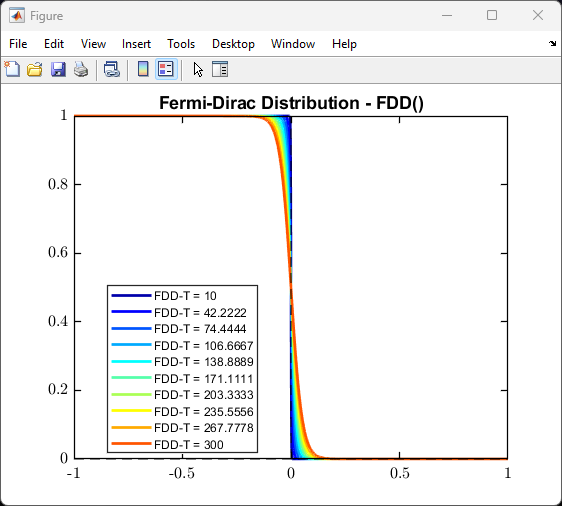 Figure
File Edit View Insert Tools Desktop Window Help
Fermi-Dirac Distribution - FDD()
1
0.8
0.6
0.4
0.2
0
FDD-T = 10
FDD-T = 42.2222
FDD-T = 74.4444
FDD-T = 106.6667
FDD-T = 138.8889
FDD-T = 171.1111
FDD-T = 203.3333
FDD-T = 235.5556
FDD-T = 267.7778
FDD-T = 300
-1 -0.5 0 0.5 1